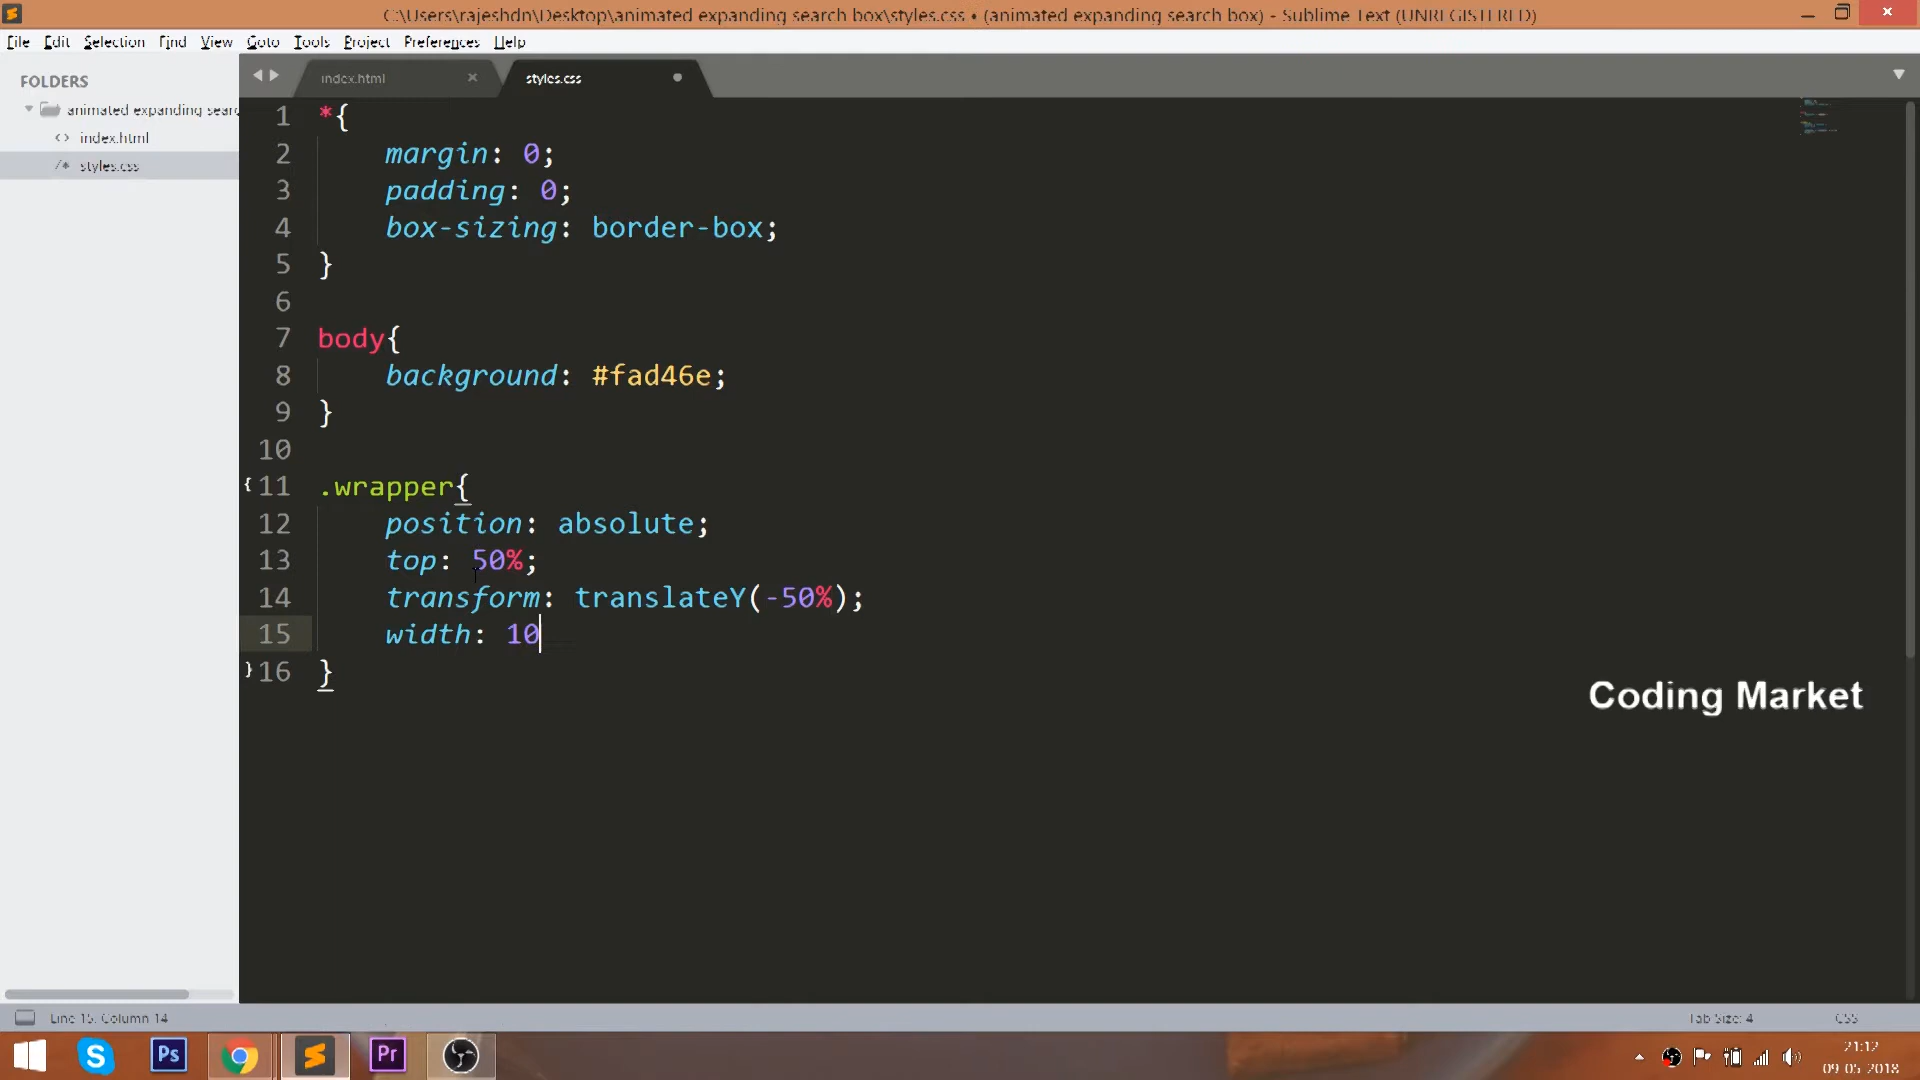 C:\Users\rajeshdn\Desktop\animated expanding search box\styles.css • (animated expanding search box) - Sublime Text (UNREGISTERED)
File Edit Selection Find View Goto Tools Project Preferences Help
FOLDERS
animated expanding searc
<> index.html
/* styles.css
index.html ×
styles.css
1 *{
2 margin: 0;
3 padding: 0;
4 box-sizing: border-box;
5 }
6
7 body{
8 background: #fad46e;
9 }
10
11 .wrapper{
12 position: absolute;
13 top: 50%;
14 transform: translateY(-50%);
15 width: 10
16 }
Coding Market
Line 15, Column 14
Tab Size: 4
CSS
S
Ps
Pr
21:12
09-05-2018